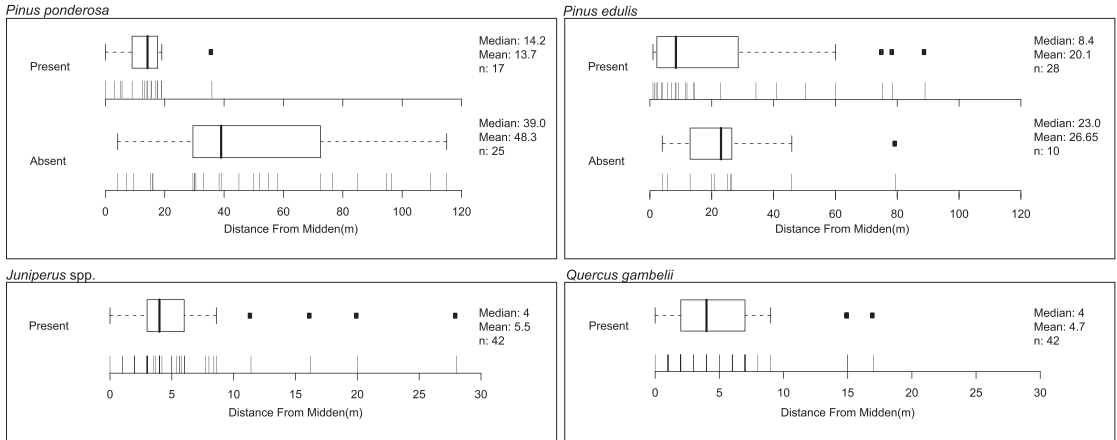 Pinus ponderosa
Present
Median: 14.2
Mean: 13.7
n: 17
Absent
Median: 39.0
Mean: 48.3
n: 25
0 20 40 60 80 100 120
Distance From Midden(m)
Pinus edulis
Present
Median: 8.4
Mean: 20.1
n: 28
Absent
Median: 23.0
Mean: 26.65
n: 10
0 20 40 60 80 100 120
Distance From Midden(m)
Juniperus spp.
Present
Median: 4
Mean: 5.5
n: 42
0 5 10 15 20 25 30
Distance From Midden(m)
Quercus gambelii
Present
Median: 4
Mean: 4.7
n: 42
0 5 10 15 20 25 30
Distance From Midden(m)